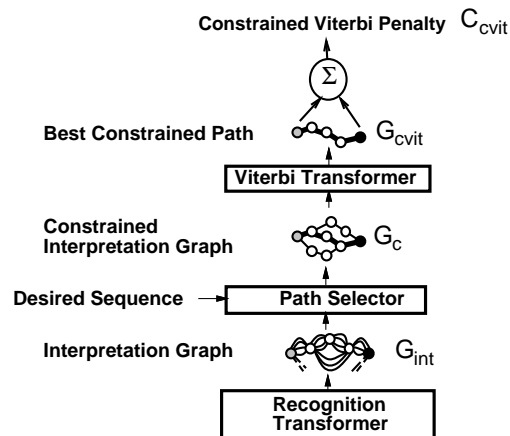 Constrained Viterbi Penalty C_cvit
Σ
Best Constrained Path G_cvit
Viterbi Transformer
Constrained
Interpretation Graph G_c
Desired Sequence Path Selector
Interpretation Graph G_int
Recognition
Transformer